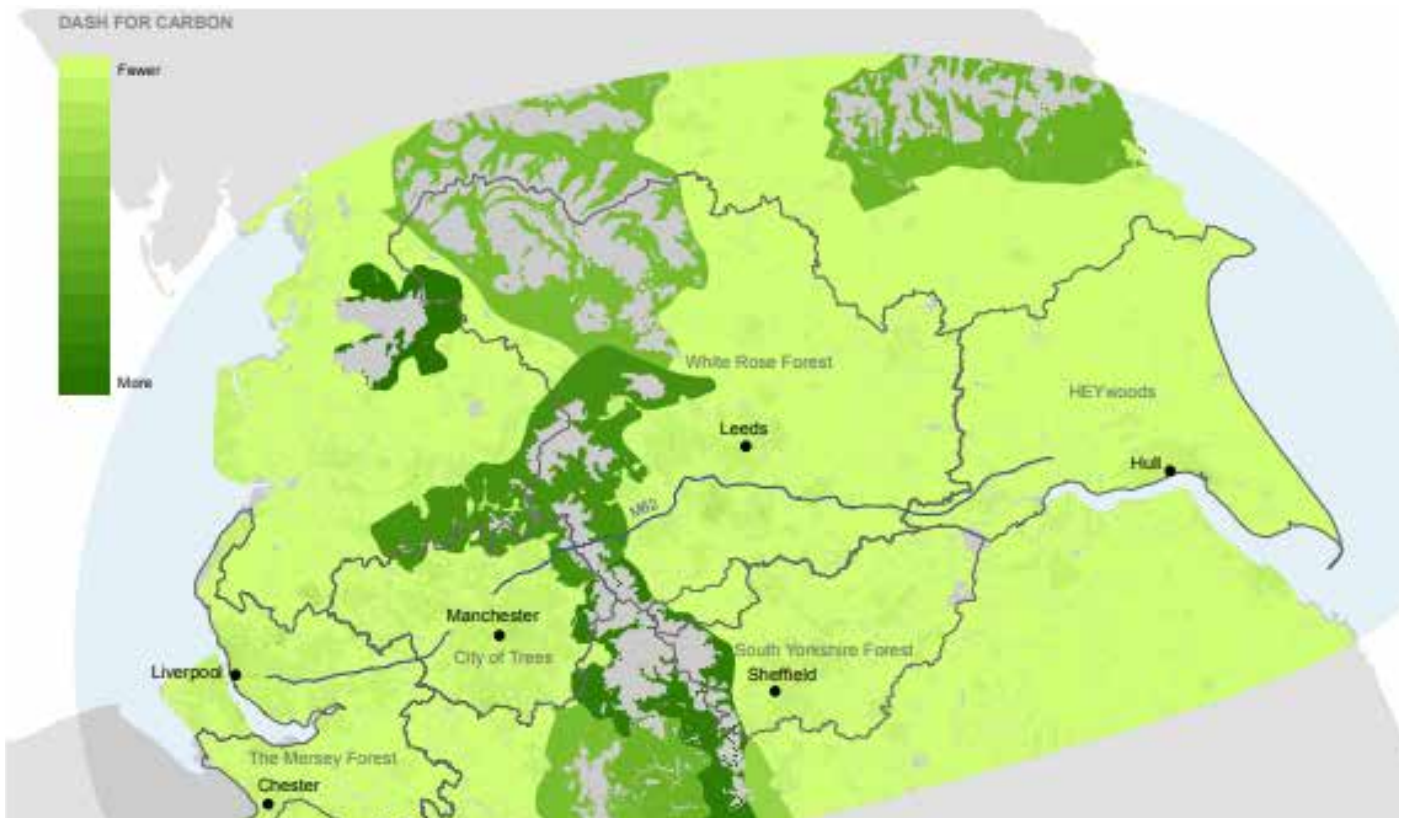 DASH FOR CARBON
Fewer
More
White Rose Forest
HEYwoods
Leeds
Hull
M62
Manchester
City of Trees
South Yorkshire Forest
Sheffield
Liverpool
The Mersey Forest
Chester